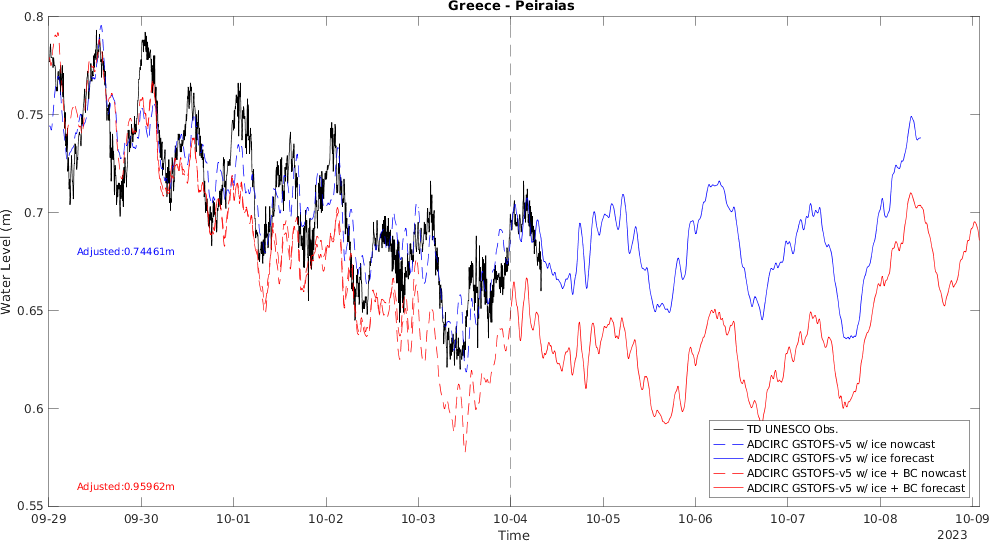 Greece - Peiraias
0.8
0.75
0.7
0.65
0.6
0.55
Water Level (m)
Adjusted:0.74461m
Adjusted:0.95962m
TD UNESCO Obs.
ADCIRC GSTOFS-v5 w/ ice nowcast
ADCIRC GSTOFS-v5 w/ ice forecast
ADCIRC GSTOFS-v5 w/ ice + BC nowcast
ADCIRC GSTOFS-v5 w/ ice + BC forecast
09-29 09-30 10-01 10-02 10-03 10-04 10-05 10-06 10-07 10-08 10-09
Time
2023